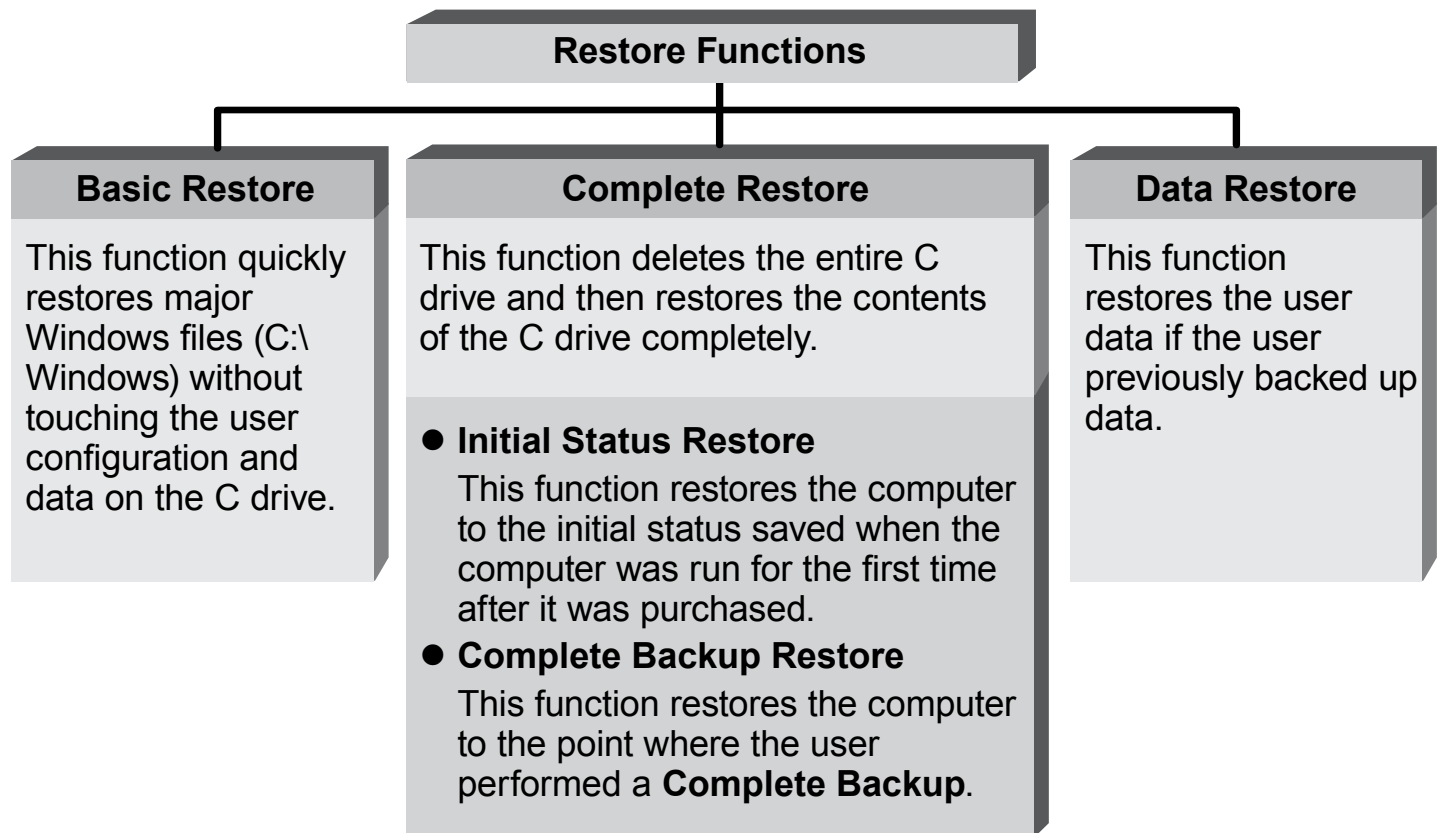 Restore Functions
Basic Restore
This function quickly
restores major
Windows files (C:\
Windows) without
touching the user
configuration and
data on the C drive.
Complete Restore
This function deletes the entire C
drive and then restores the contents
of the C drive completely.
● Initial Status Restore
This function restores the computer
to the initial status saved when the
computer was run for the first time
after it was purchased.
● Complete Backup Restore
This function restores the computer
to the point where the user
performed a Complete Backup.
Data Restore
This function
restores the user
data if the user
previously backed up
data.